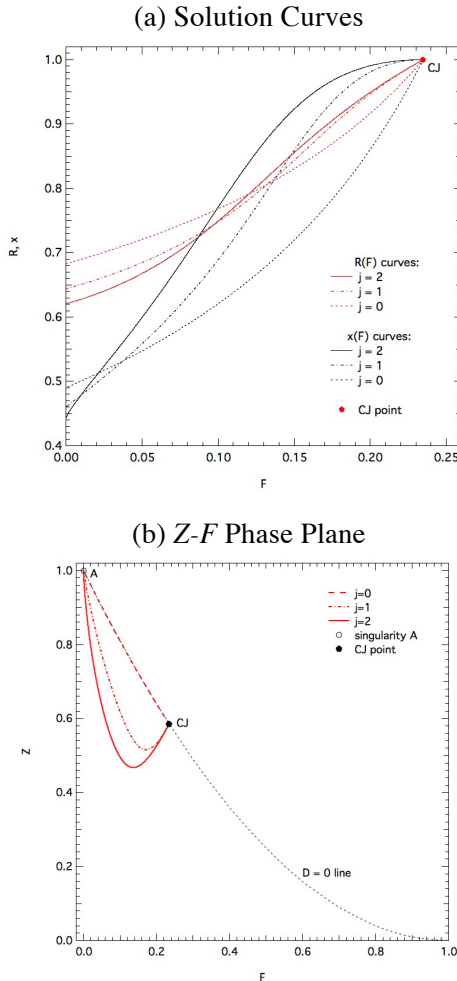 (a) Solution Curves
1.0
CJ
0.9
0.8
R, x
0.7
R(F) curves:
j = 2
j = 1
j = 0
0.6
x(F) curves:
j = 2
j = 1
j = 0
0.5
CJ point
0.4
0.00
0.05
0.10
0.15
0.20
0.25
F
(b) Z-F Phase Plane
1.0
A
j=0
j=1
j=2
singularity A
CJ point
0.8
CJ
0.6
Z
0.4
0.2
D = 0 line
0.0
0.0
0.2
0.4
0.6
0.8
1.0
F